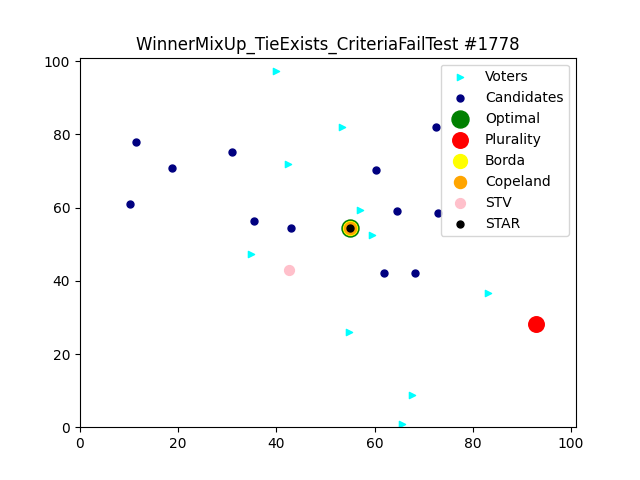 WinnerMixUp_TieExists_CriteriaFailTest #1778
100
80
60
40
20
0
0 20 40 60 80 100
Voters
Candidates
Optimal
Plurality
Borda
Copeland
STV
STAR